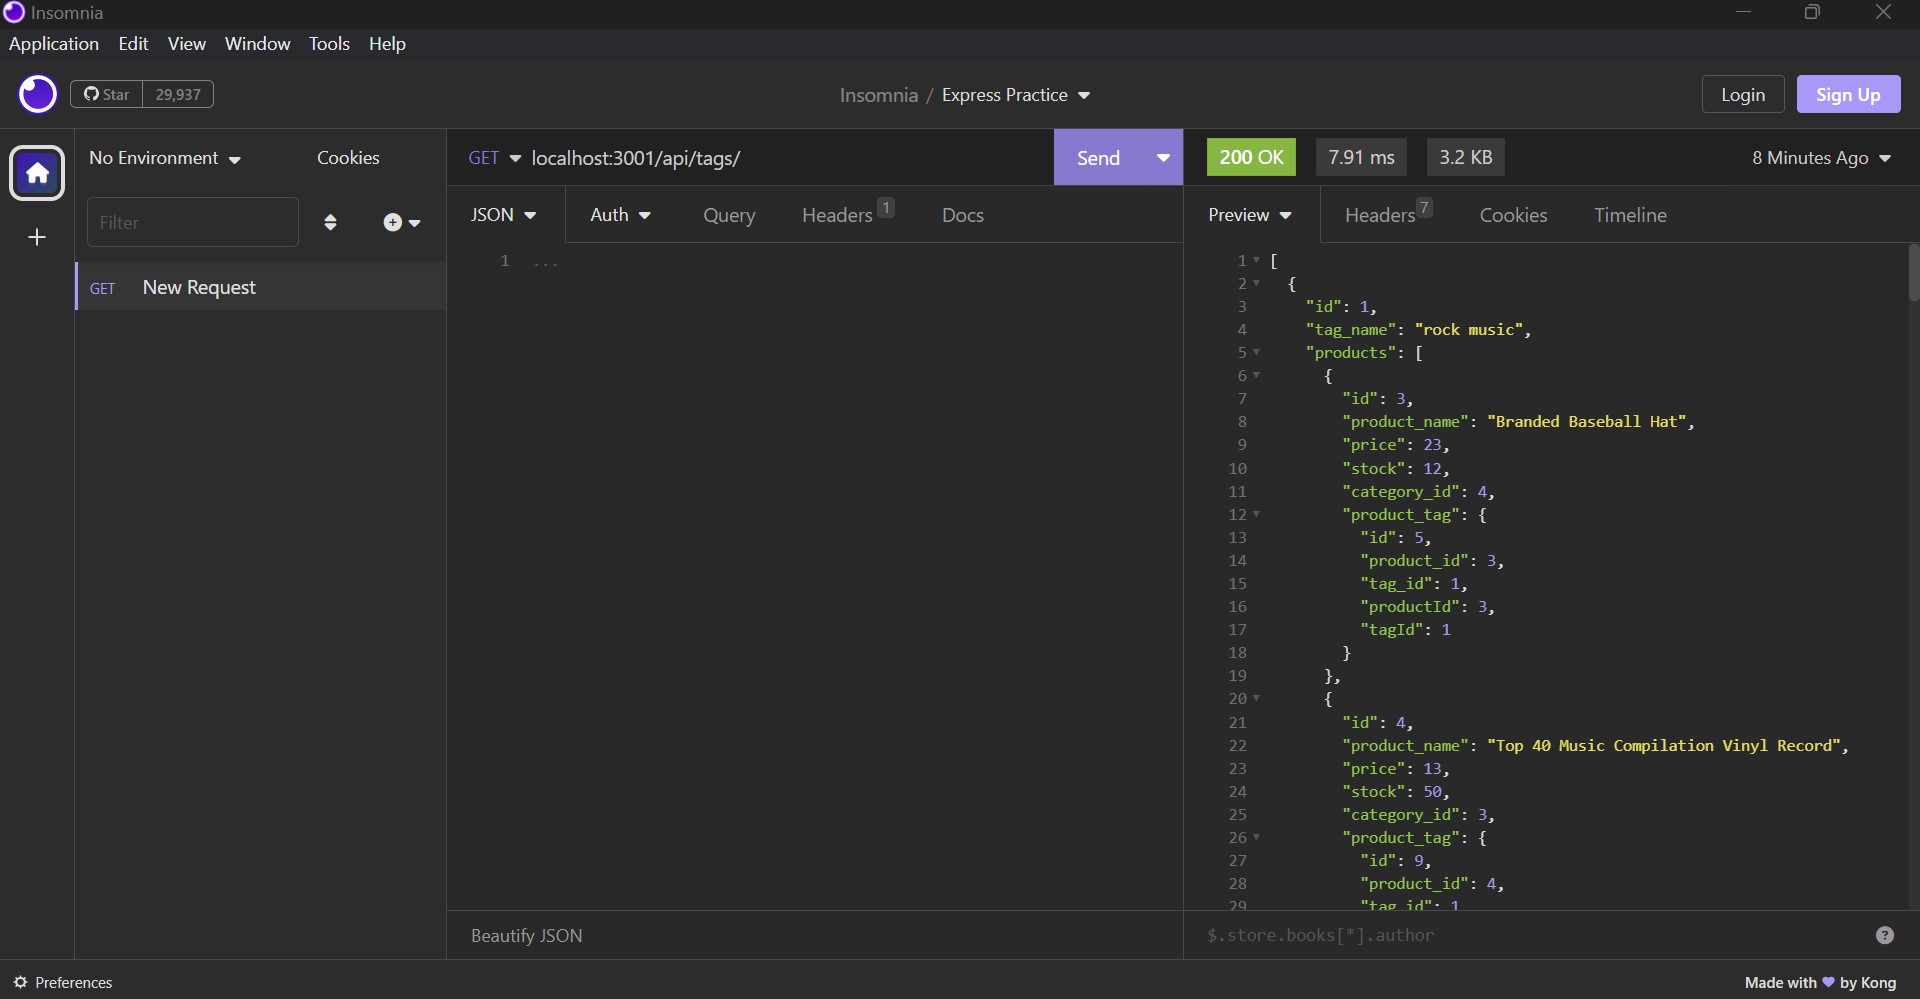 Insomnia
Application Edit View Window Tools Help
Star 29,937
Insomnia / Express Practice
Login Sign Up
No Environment Cookies
GET localhost:3001/api/tags/ Send
200 OK 7.91 ms 3.2 KB 8 Minutes Ago
Filter
JSON Auth Query Headers 1 Docs
Preview Headers 7 Cookies Timeline
GET New Request
1 ...
1 [
2 {
3 "id": 1,
4 "tag_name": "rock music",
5 "products": [
6 {
7 "id": 3,
8 "product_name": "Branded Baseball Hat",
9 "price": 23,
10 "stock": 12,
11 "category_id": 4,
12 "product_tag": {
13 "id": 5,
14 "product_id": 3,
15 "tag_id": 1,
16 "productId": 3,
17 "tagId": 1
18 }
19 },
20 {
21 "id": 4,
22 "product_name": "Top 40 Music Compilation Vinyl Record",
23 "price": 13,
24 "stock": 50,
25 "category_id": 3,
26 "product_tag": {
27 "id": 9,
28 "product_id": 4,
29 "tag_id": 1
Beautify JSON
$.store.books[*].author ?
Preferences
Made with 💜 by Kong